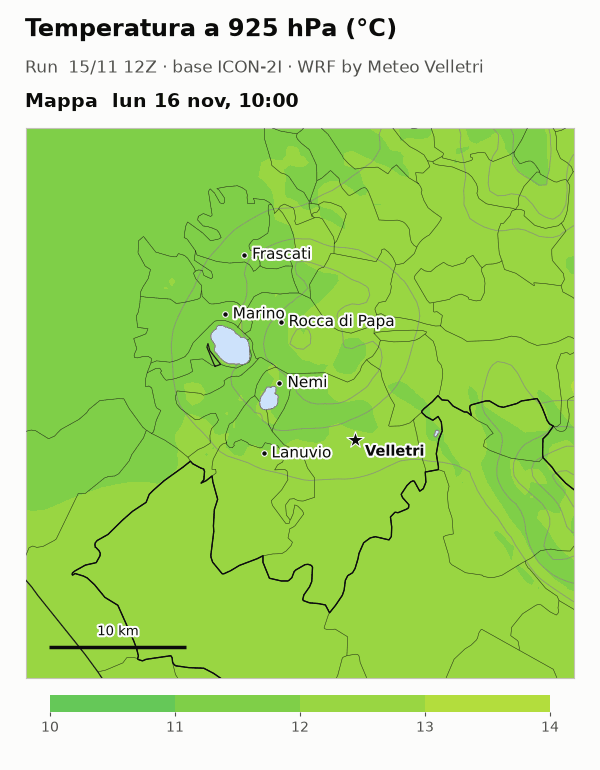 Temperatura a 925 hPa (°C)
Run  15/11 12Z · base ICON-2I · WRF by Meteo Velletri
Mappa  lun 16 nov, 10:00
Frascati
Marino
Rocca di Papa
Nemi
Velletri
Lanuvio
10 km
10 11 12 13 14